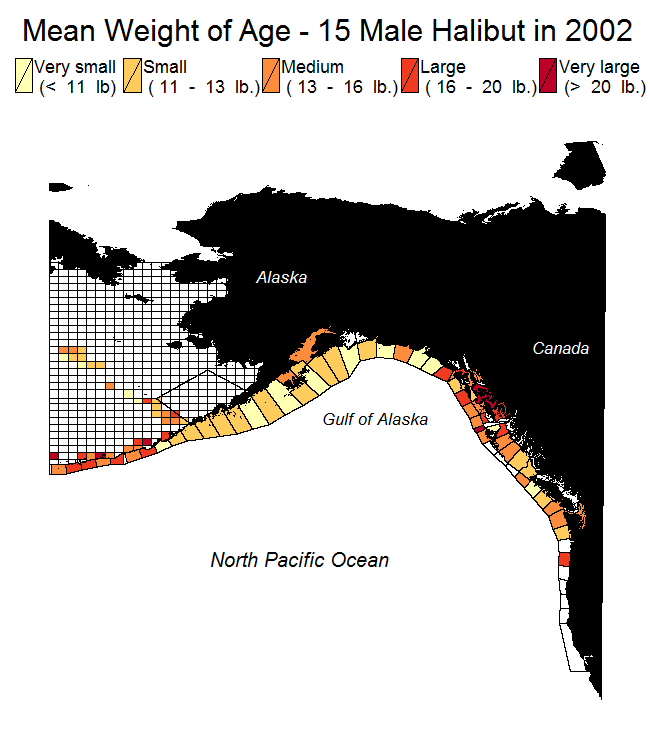 Mean Weight of Age - 15 Male Halibut in 2002
Very small Small Medium Large Very large
(< 11 lb) ( 11 - 13 lb.) ( 13 - 16 lb.) ( 16 - 20 lb.) (> 20 lb.)
Alaska
Canada
Gulf of Alaska
North Pacific Ocean